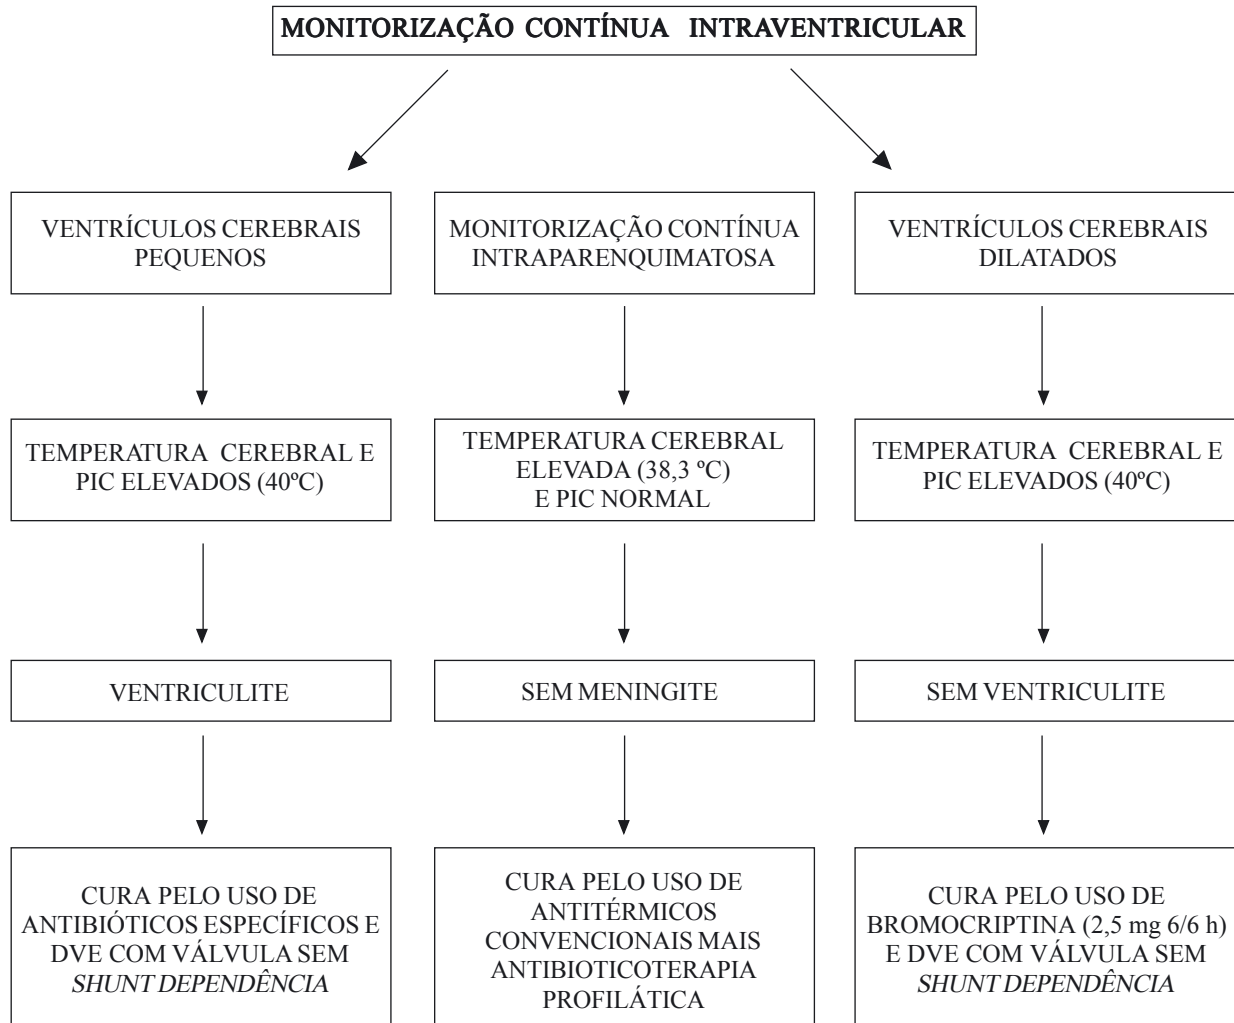 MONITORIZAÇÃO CONTÍNUA INTRAVENTRICULAR
VENTRÍCULOS CEREBRAIS
PEQUENOS
MONITORIZAÇÃO CONTÍNUA
INTRAPARENQUIMATOSA
VENTRÍCULOS CEREBRAIS
DILATADOS
TEMPERATURA CEREBRAL E
PIC ELEVADOS (40ºC)
TEMPERATURA CEREBRAL
ELEVADA (38,3 ºC)
E PIC NORMAL
TEMPERATURA CEREBRAL E
PIC ELEVADOS (40ºC)
VENTRICULITE
SEM MENINGITE
SEM VENTRICULITE
CURA PELO USO DE
ANTIBIÓTICOS ESPECÍFICOS E
DVE COM VÁLVULA SEM
SHUNT DEPENDÊNCIA
CURA PELO USO DE
ANTITÉRMICOS
CONVENCIONAIS MAIS
ANTIBIOTICOTERAPIA
PROFILÁTICA
CURA PELO USO DE
BROMOCRIPTINA (2,5 mg 6/6 h)
E DVE COM VÁLVULA SEM
SHUNT DEPENDÊNCIA